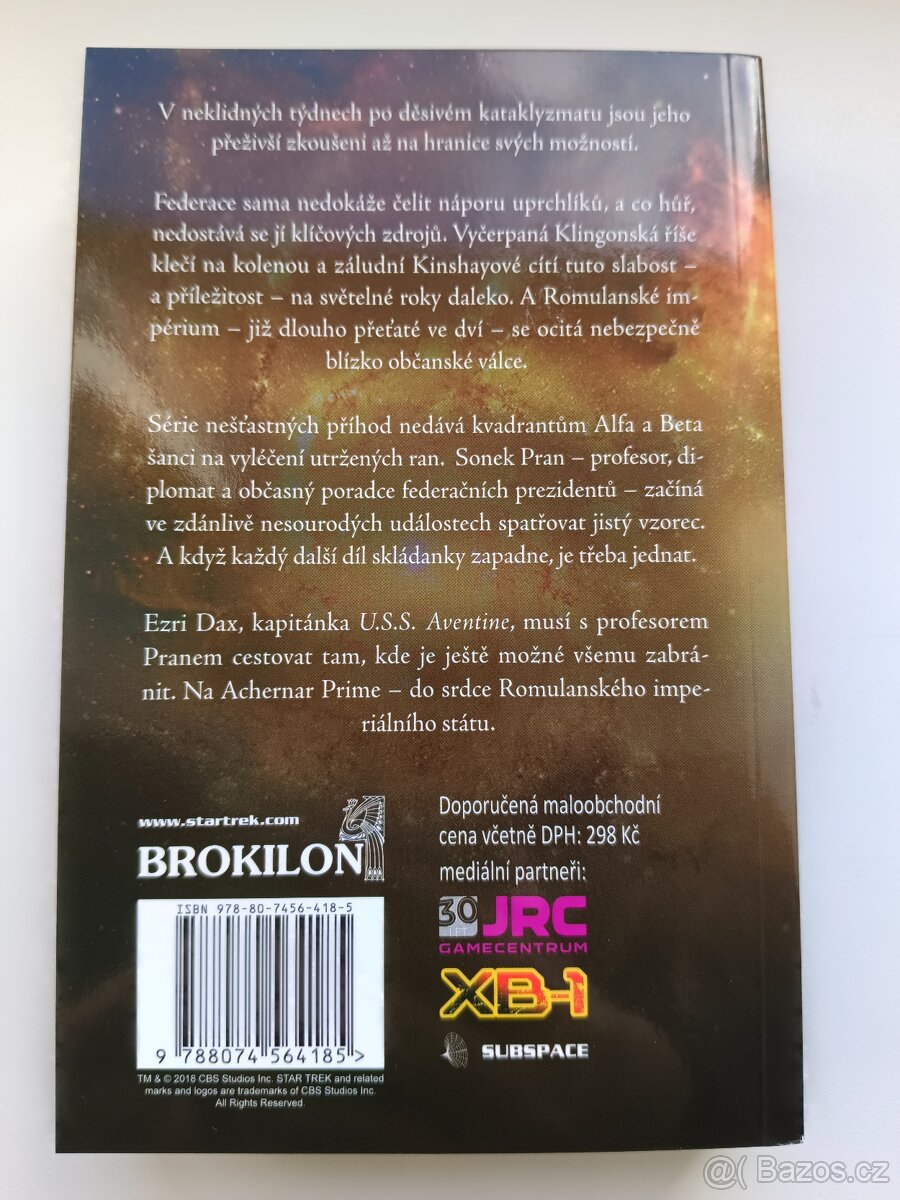 V neklidných týdnech po děsivém kataklyzmatu jsou jeho
přeživší zkoušeni až na hranice svých možností.
Federace sama nedokáže čelit náporu uprchlíků, a co hůř,
nedostává se jí klíčových zdrojů. Vyčerpaná Klingonská říše
klečí na kolenou a záludní Kinshayové cítí tuto slabost –
a příležitost – na světelné roky daleko. A Romulanské im-
périum – již dlouho přeťaté ve dví – se ocitá nebezpečně
blízko občanské válce.
Série nešťastných příhod nedává kvadrantům Alfa a Beta
šanci na vyléčení utržených ran. Sonek Pran – profesor, di-
plomat a občasný poradce federačních prezidentů – začíná
ve zdánlivě nesourodých událostech spatřovat jistý vzorec.
A když každý další díl skládanky zapadne, je třeba jednat.
Ezri Dax, kapitánka U.S.S. Aventine, musí s profesorem
Pranem cestovat tam, kde je ještě možné všemu zabrá-
nit. Na Achernar Prime – do srdce Romulanského impe-
riálního státu.
www.startrek.com
BROKILON
ISBN 978-80-7456-418-5
9 788074 564185 >
TM & © 2018 CBS Studios Inc. STAR TREK and related
marks and logos are trademarks of CBS Studios Inc.
All Rights Reserved.
Doporučená maloobchodní
cena včetně DPH: 298 Kč
mediální partneři:
30 LET JRC
GAMECENTRUM
XB-1
SUBSPACE
@( Bazos.cz